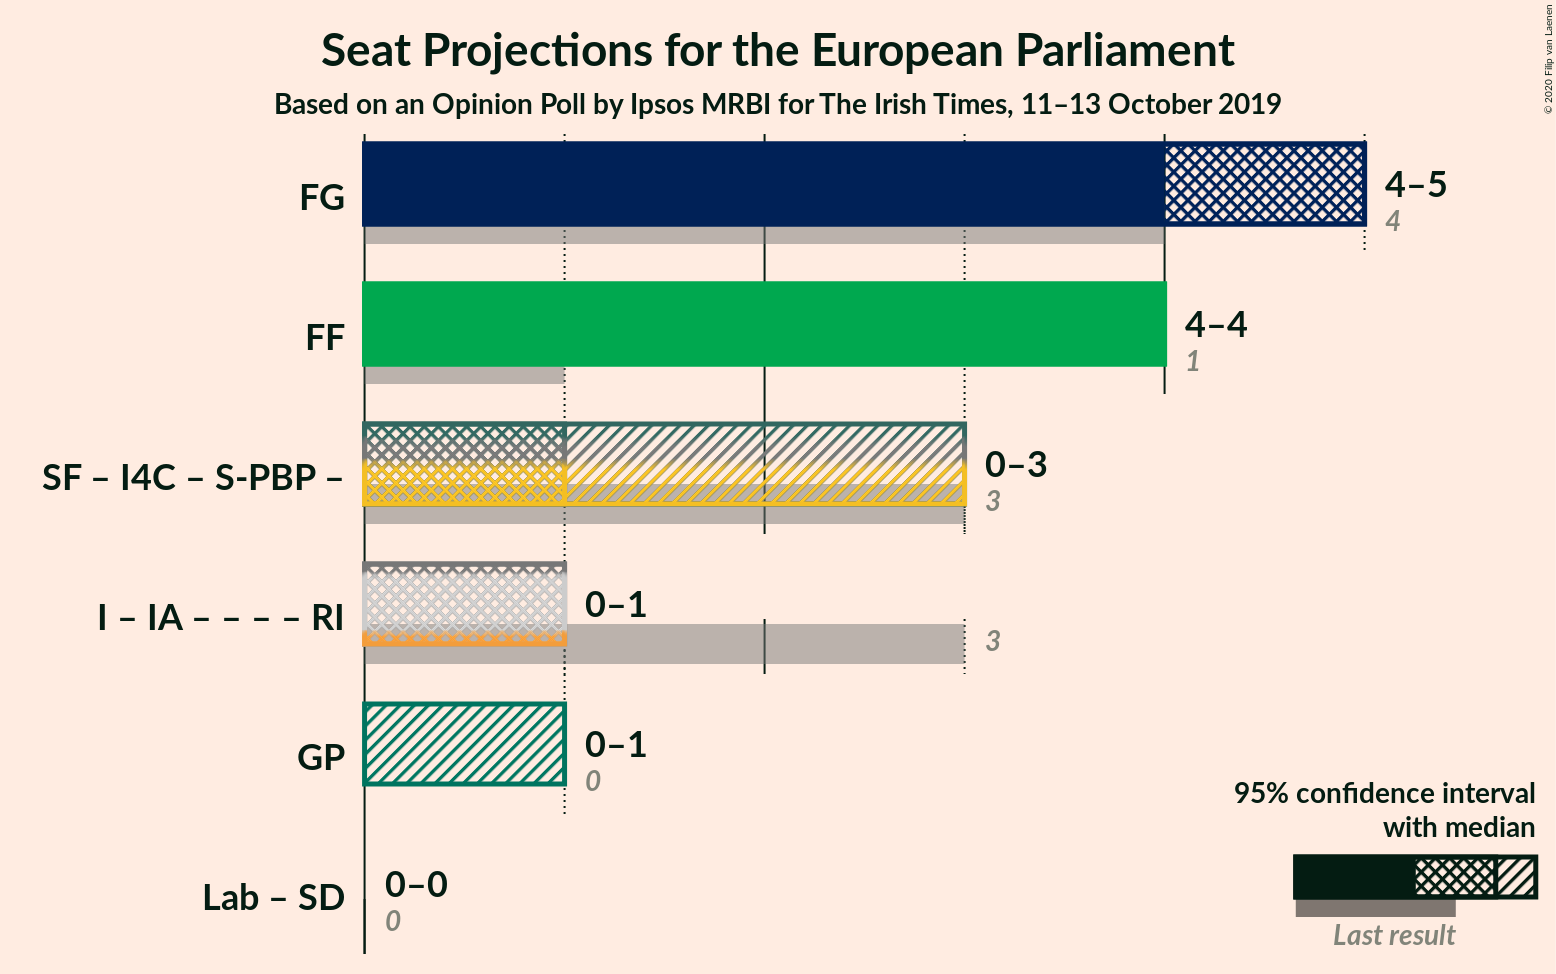 Seat Projections for the European Parliament
Based on an Opinion Poll by Ipsos MRBI for The Irish Times, 11–13 October 2019
© 2020 Filip van Laenen
FG
4–5
4
FF
4–4
1
SF – I4C – S-PBP –
0–3
3
I – IA – – – – RI
0–1
3
GP
0–1
0
Lab – SD
0–0
0
95% confidence interval
with median
Last result